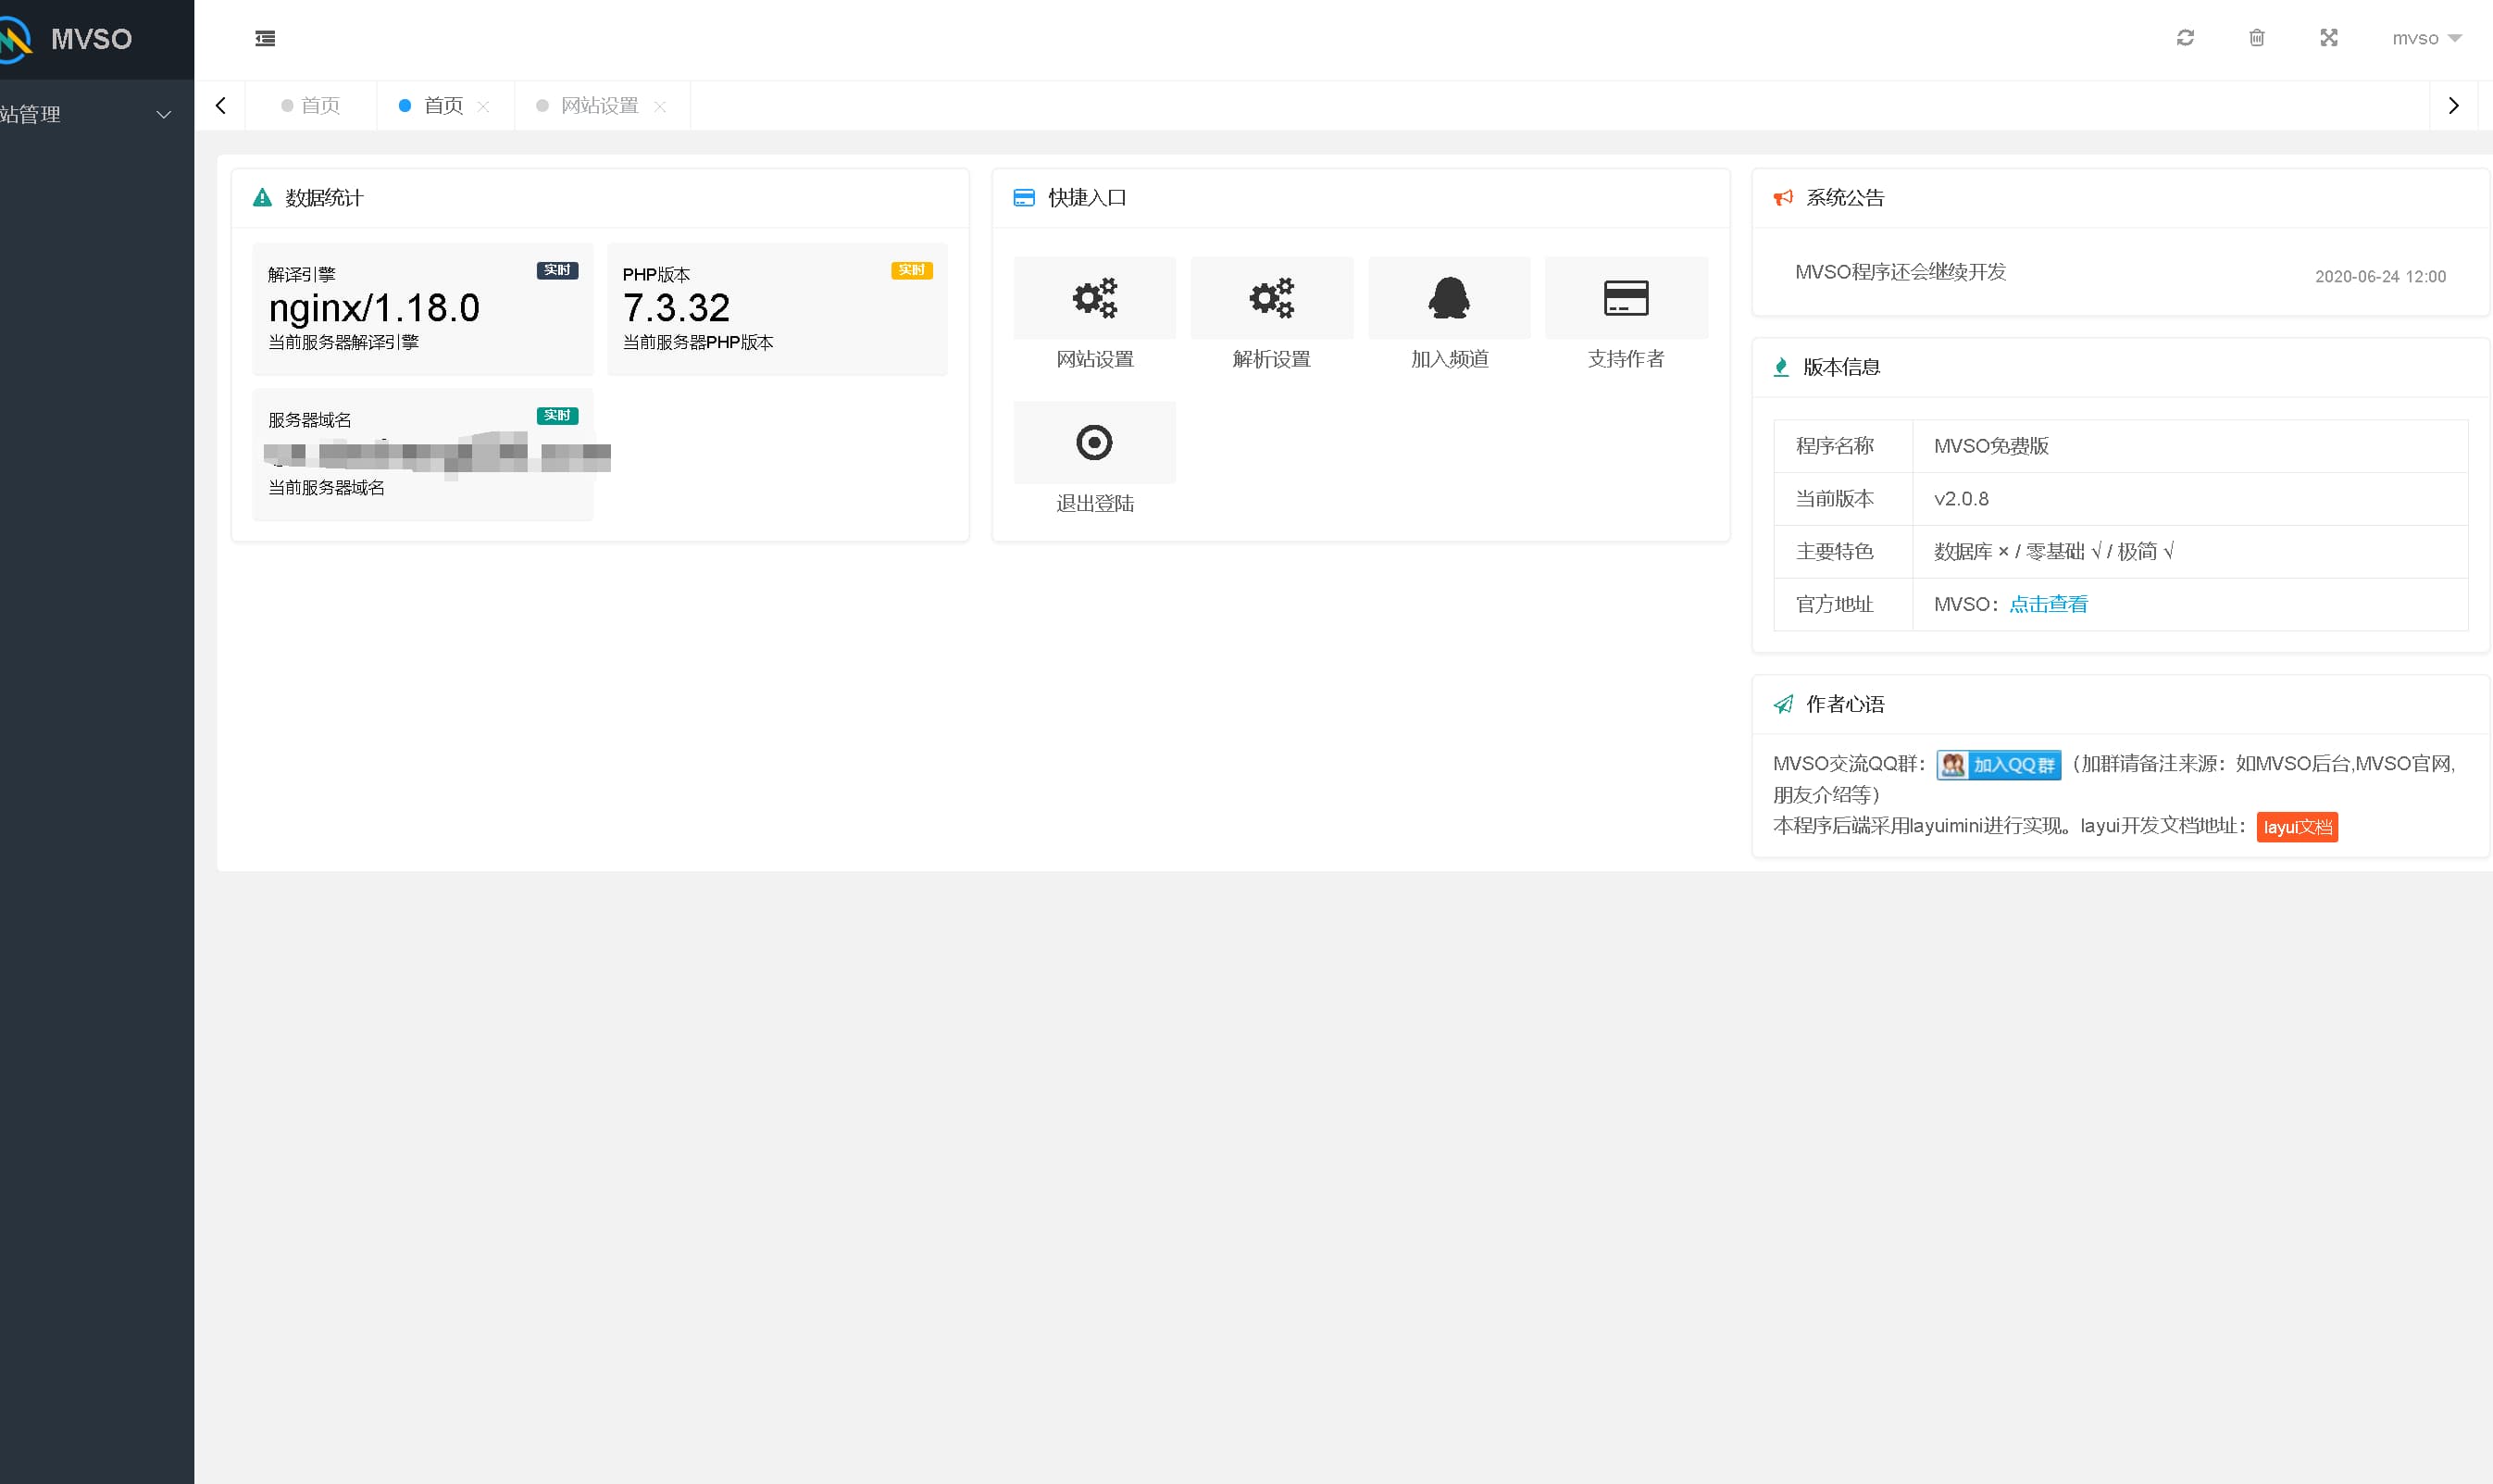 MVSO
mvso
站管理
首页
首页
网站设置
数据统计
解译引擎
实时
nginx/1.18.0
当前服务器解译引擎
PHP版本
实时
7.3.32
当前服务器PHP版本
服务器域名
实时
当前服务器域名
快捷入口
网站设置
解析设置
加入频道
支持作者
退出登陆
系统公告
MVSO程序还会继续开发
2020-06-24 12:00
版本信息
程序名称 MVSO免费版
当前版本 v2.0.8
主要特色 数据库 × / 零基础 √ / 极简 √
官方地址 MVSO：点击查看
作者心语
MVSO交流QQ群：加入QQ群（加群请备注来源：如MVSO后台,MVSO官网,
朋友介绍等）
本程序后端采用layuimini进行实现。layui开发文档地址：layui文档